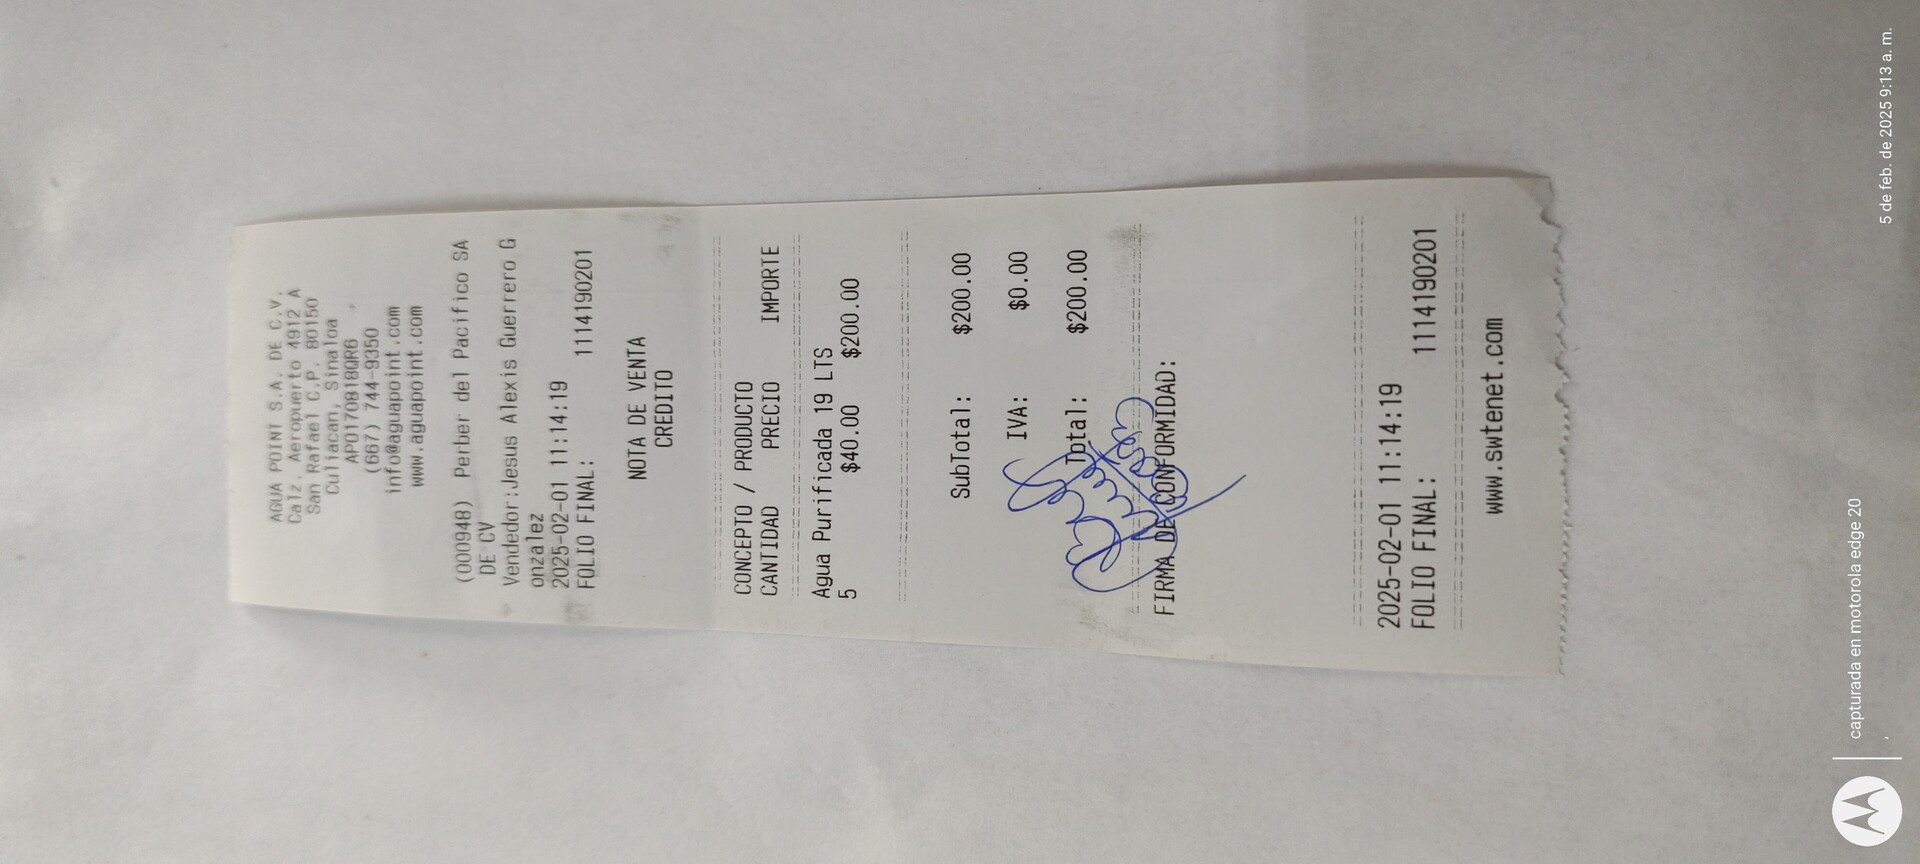 AGUA POINT S.A. DE C.V.
Calz. Aeropuerto 4912 A
San Rafael C.P. 80150
Culiacan, Sinaloa
APO170818QR6
(667) 744-9350
info@aguapoint.com
www.aguapoint.com
(000948) Perber del Pacifico SA
DE CV
Vendedor:Jesus Alexis Guerrero G
onzalez
2025-02-01 11:14:19
FOLIO FINAL: 1114190201
NOTA DE VENTA
CREDITO
CONCEPTO / PRODUCTO
CANTIDAD PRECIO IMPORTE
Agua Purificada 19 LTS
5 $40.00 $200.00
SubTotal: $200.00
IVA: $0.00
Total: $200.00
FIRMA DE CONFORMIDAD:
2025-02-01 11:14:19
FOLIO FINAL: 1114190201
www.swtenet.com
capturada en motorola edge 20
5 de feb. de 2025 9:13 a. m.